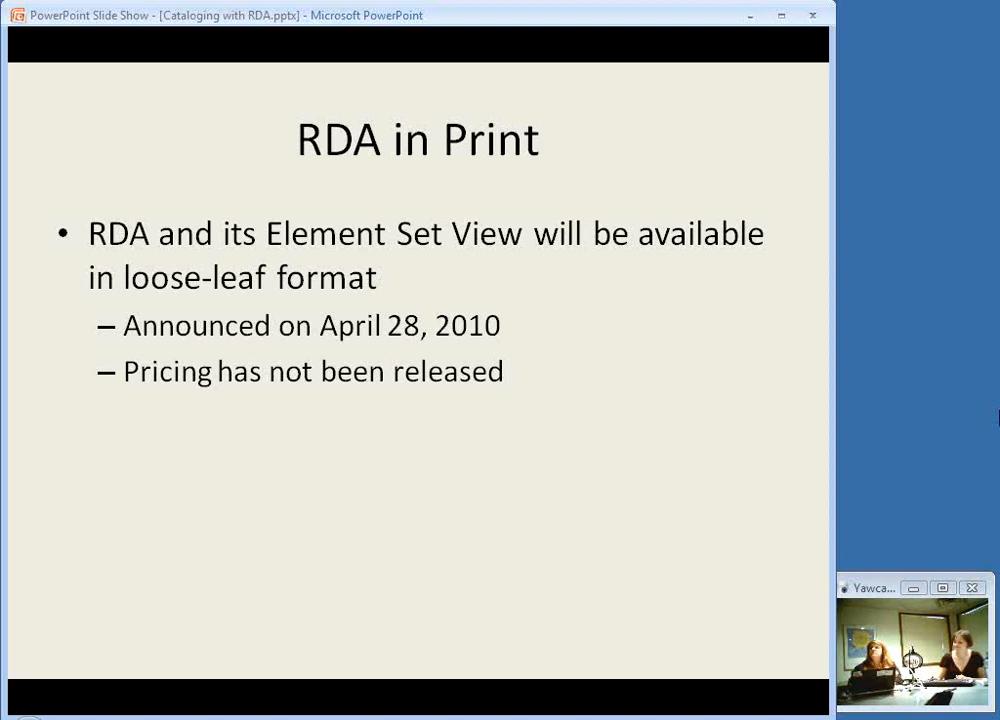 PowerPoint Slide Show - [Cataloging with RDA.pptx] - Microsoft PowerPoint
RDA in Print
• RDA and its Element Set View will be available
in loose-leaf format
– Announced on April 28, 2010
– Pricing has not been released
Yawca...